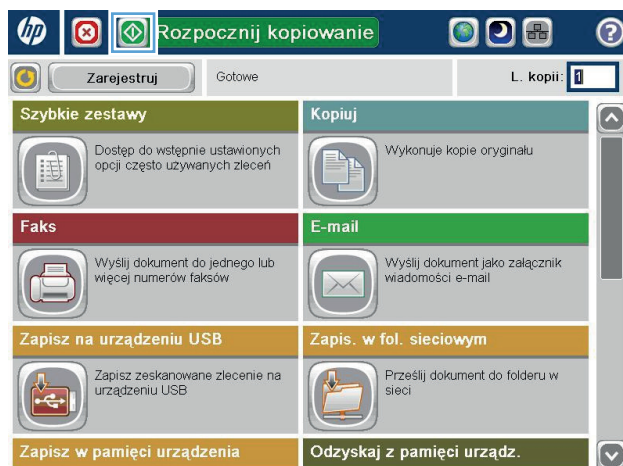 hp
Rozpocznij kopiowanie
?
Zarejestruj
Gotowe
L. kopii: 1
Szybkie zestawy
Dostęp do wstępnie
ustawionych
opcji często używanych zleceń
Kopiuj
Wykonuje kopie oryginału
Faks
Wyślij dokument do jednego lub
więcej numerów faksów
E-mail
Wyślij dokument jako załącznik
wiadomości e-mail
Zapisz na urządzeniu USB
Zapisz zeskanowane zlecenie na
urządzeniu USB
Zapis. w fol. sieciowym
Prześlij dokument do folderu w
sieci
Zapisz w pamięci urządzenia
Odzyskaj z pamięci urządz.